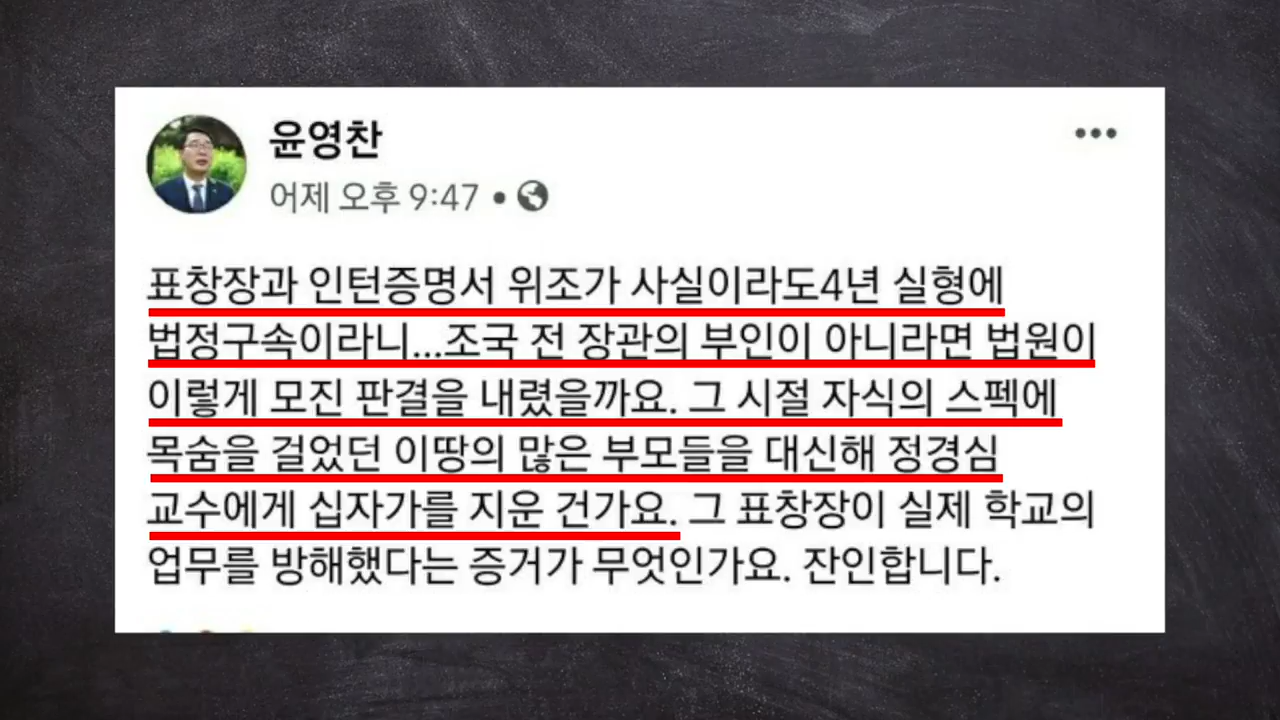 윤영찬
어제 오후 9:47 •
표창장과 인턴증명서 위조가 사실이라도4년 실형에
법정구속이라니...조국 전 장관의 부인이 아니라면 법원이
이렇게 모진 판결을 내렸을까요. 그 시절 자식의 스펙에
목숨을 걸었던 이땅의 많은 부모들을 대신해 정경심
교수에게 십자가를 지운 건가요. 그 표창장이 실제 학교의
업무를 방해했다는 증거가 무엇인가요. 잔인합니다.